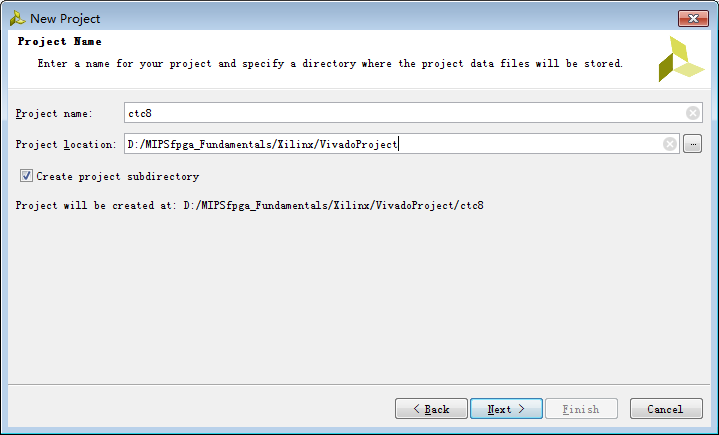 New Project
Project Name
Enter a name for your project and specify a directory where the project data files will be stored.
Project name: ctc8
Project location: D:/MIPSfpga_Fundamentals/Xilinx/VivadoProject ...
Create project subdirectory
Project will be created at: D:/MIPSfpga_Fundamentals/Xilinx/VivadoProject/ctc8
< Back Next > Finish Cancel